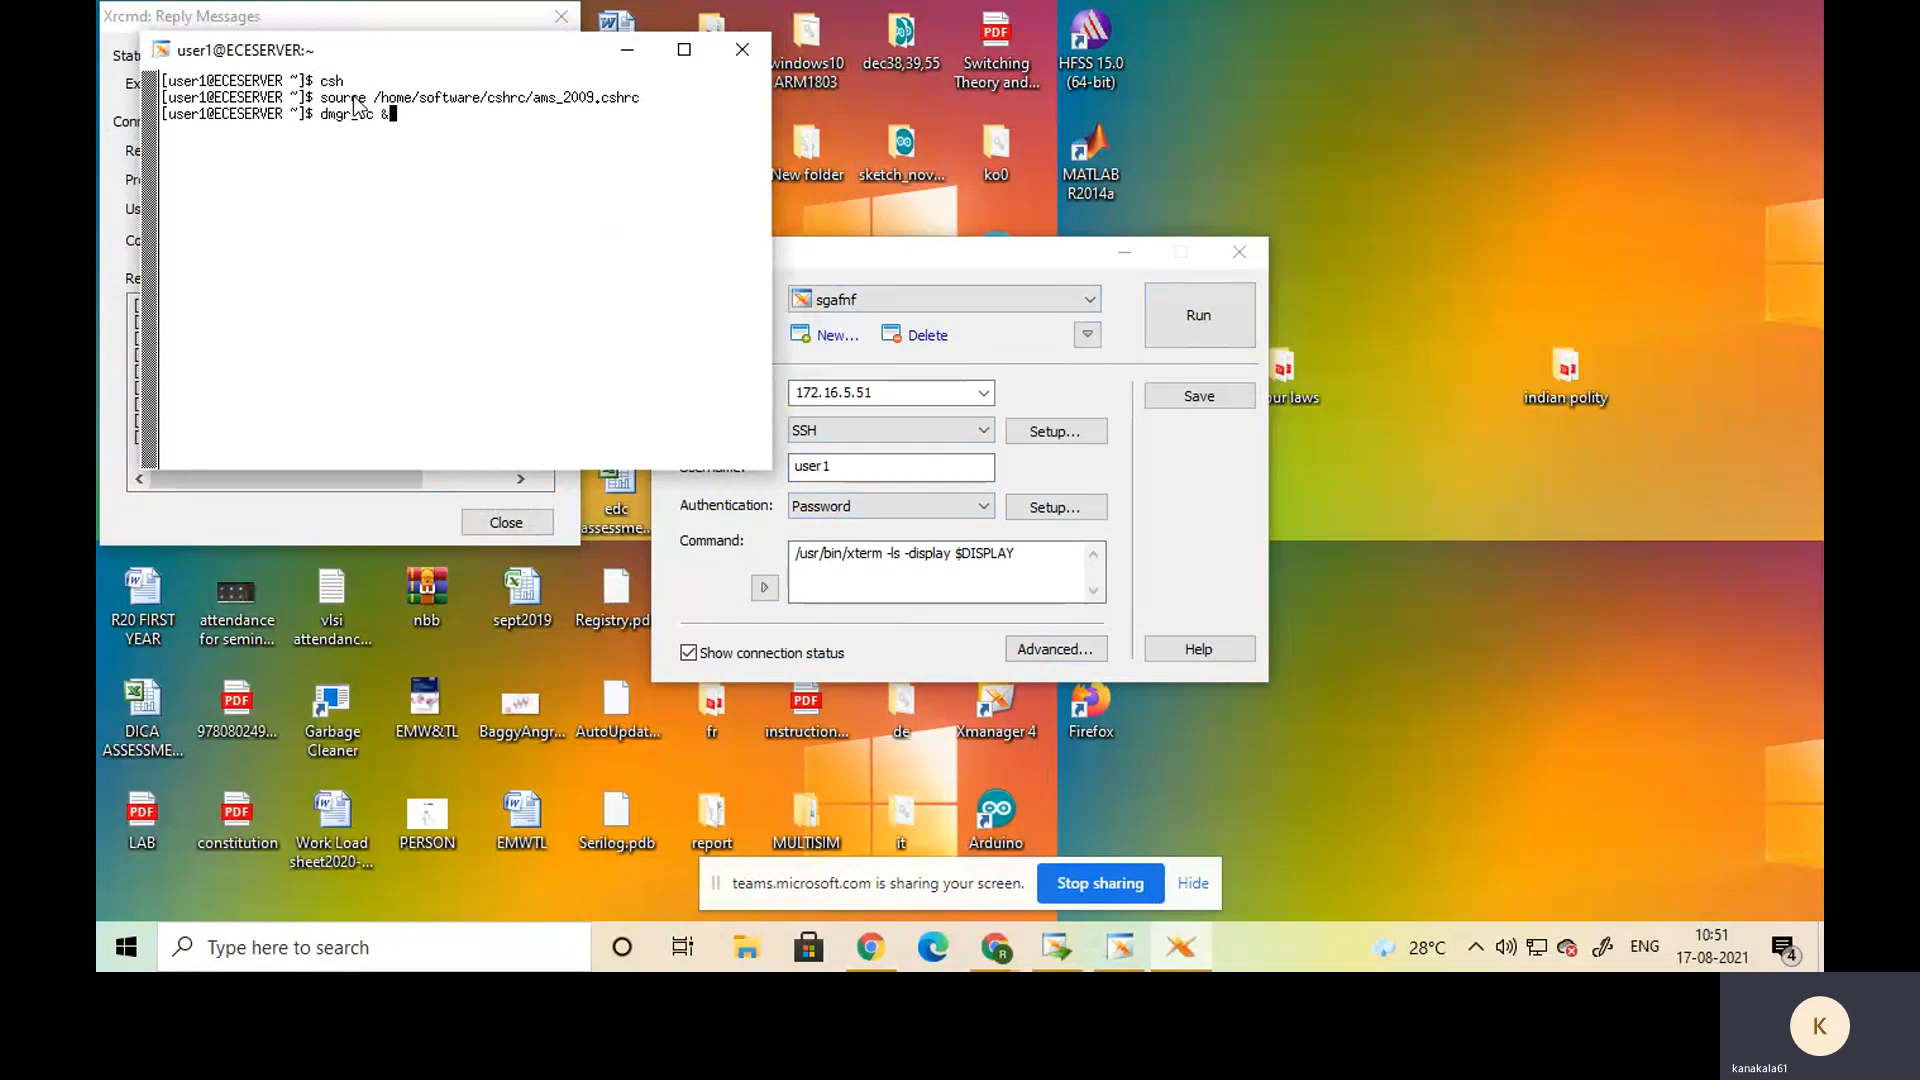 Xrcmd: Reply Messages
user1@ECESERVER:~
[user1@ECESERVER ~]$ csh
[user1@ECESERVER ~]$ source /home/software/cshrc/ams_2009.cshrc
[user1@ECESERVER ~]$ dmgr_ic &
Close
windows10
ARM1803
dec38,39,55
Switching
Theory and...
HFSS 15.0
(64-bit)
New folder
sketch_nov...
ko0
MATLAB
R2014a
sgafnf
New...
Delete
Run
172.16.5.51
Save
SSH
Setup...
user1
Authentication:
Password
Setup...
Command:
/usr/bin/xterm -ls -display $DISPLAY
Show connection status
Advanced...
Help
our laws
indian polity
edc
assessme...
R20 FIRST
YEAR
attendance
for semin...
vlsi
attendanc...
nbb
sept2019
Registry.pd
DICA
ASSESSME...
978080249...
Garbage
Cleaner
EMW&TL
BaggyAngr...
AutoUpdat...
fr
instruction...
de
Xmanager 4
Firefox
LAB
constitution
Work Load
sheet2020-...
PERSON
EMWTL
Serilog.pdb
report
MULTISIM
it
Arduino
teams.microsoft.com is sharing your screen.
Stop sharing
Hide
Type here to search
R
28°C
ENG
10:51
17-08-2021
4
K
kanakala61